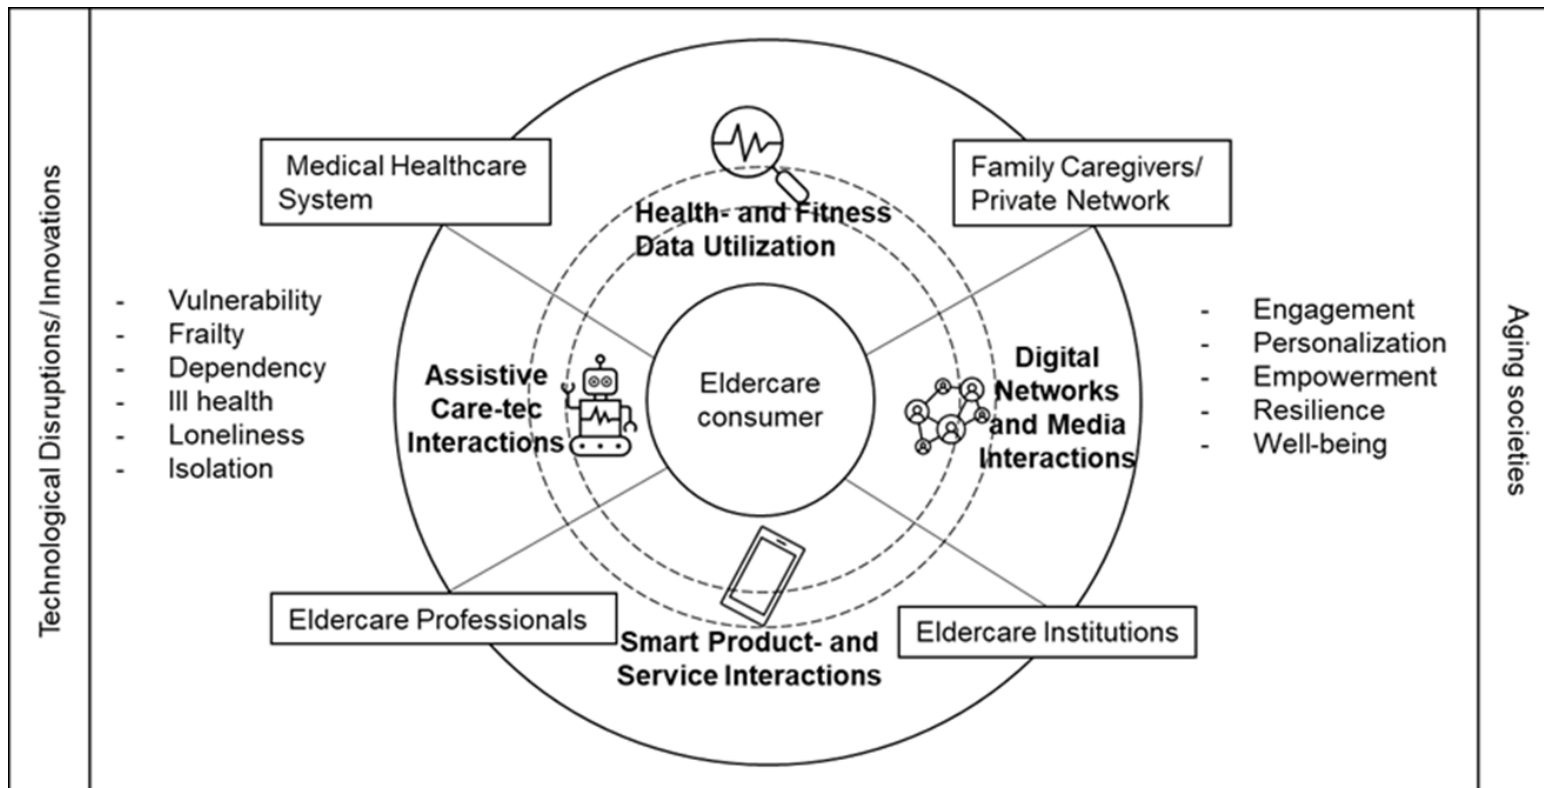 Technological Disruptions/ Innovations
Medical Healthcare
System
Family Caregivers/
Private Network
Health- and Fitness
Data Utilization
- Vulnerability
- Frailty
- Dependency
- Ill health
- Loneliness
- Isolation
Assistive
Care-tec
Interactions
Eldercare
consumer
Digital
Networks
and Media
Interactions
- Engagement
- Personalization
- Empowerment
- Resilience
- Well-being
Eldercare Professionals
Smart Product- and
Service Interactions
Eldercare Institutions
Aging societies